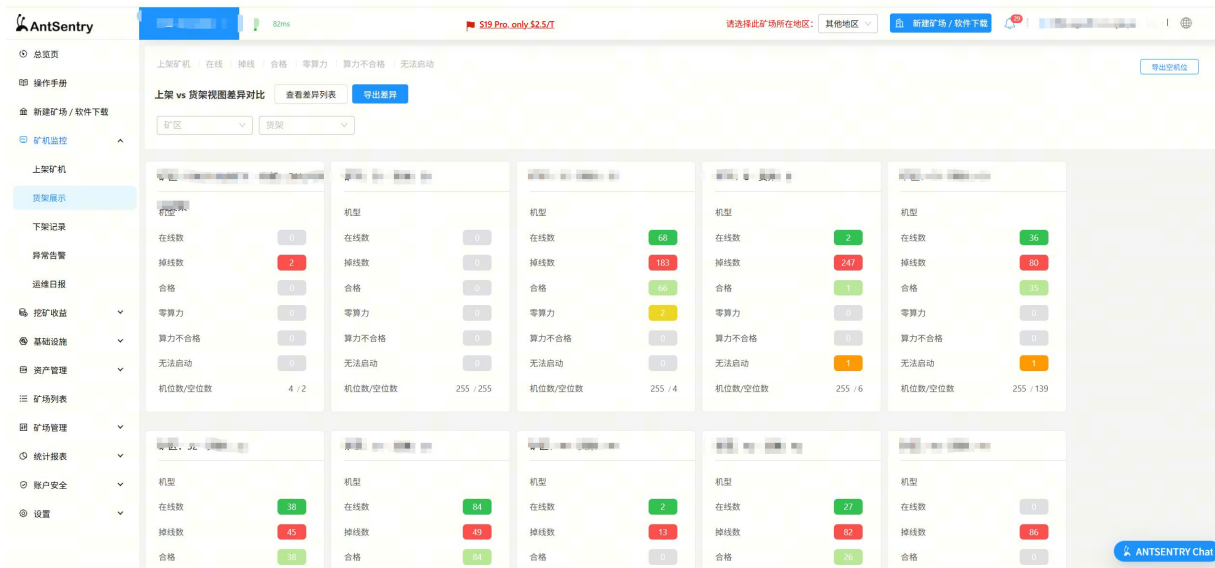 AntSentry
82ms
S19 Pro, only $2.5/T
请选择此矿场所在地区：
其他地区
新建矿场 / 软件下载
29
总览页
操作手册
新建矿场 / 软件下载
矿机监控
上架矿机
货架展示
下架记录
异常告警
运维日报
挖矿收益
基础设施
资产管理
矿场列表
矿场管理
统计报表
账户安全
设置
上架矿机 在线 掉线 合格 零算力 算力不合格 无法启动
导出空机位
上架 vs 货架视图差异对比 查看差异列表 导出差异
矿区 货架
机型
在线数 0
掉线数 2
合格 0
零算力 0
算力不合格 0
无法启动 0
机位数/空位数 4 / 2
机型
在线数 0
掉线数 0
合格 0
零算力 0
算力不合格 0
无法启动 0
机位数/空位数 255 / 255
机型
在线数 68
掉线数 183
合格 66
零算力 2
算力不合格 0
无法启动 0
机位数/空位数 255 / 4
机型
在线数 2
掉线数 247
合格 1
零算力 0
算力不合格 0
无法启动 1
机位数/空位数 255 / 6
机型
在线数 36
掉线数 80
合格 35
零算力 0
算力不合格 0
无法启动 1
机位数/空位数 255 / 139
机型
在线数 38
掉线数 45
合格 38
机型
在线数 84
掉线数 49
合格 84
机型
在线数 2
掉线数 13
合格 0
机型
在线数 27
掉线数 82
合格 26
机型
在线数 0
掉线数 86
合格 0
ANTSENTRY Chat